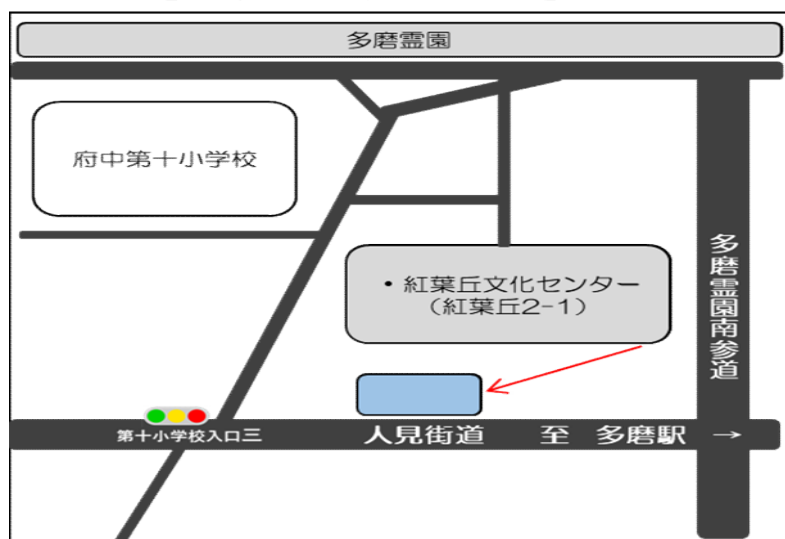 多磨霊園
府中第十小学校
・紅葉丘文化センター
（紅葉丘2-1）
多磨霊園南参道
第十小学校入口三
人見街道　至　多磨駅　→